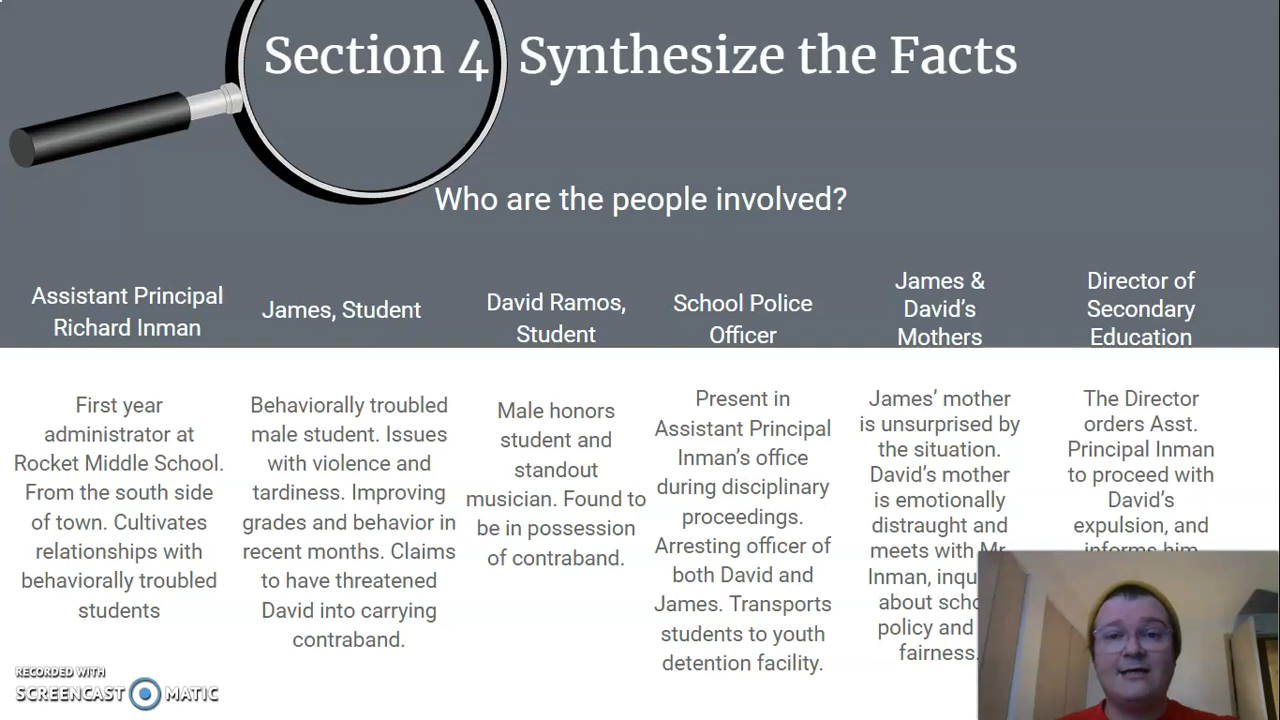 Section 4 Synthesize the Facts
Who are the people involved?
Assistant Principal
Richard Inman
First year
administrator at
Rocket Middle School.
From the south side
of town. Cultivates
relationships with
behaviorally troubled
students
James, Student
Behaviorally troubled
male student. Issues
with violence and
tardiness. Improving
grades and behavior in
recent months. Claims
to have threatened
David into carrying
contraband.
David Ramos,
Student
Male honors
student and
standout
musician. Found to
be in possession
of contraband.
School Police
Officer
Present in
Assistant Principal
Inman's office
during disciplinary
proceedings.
Arresting officer of
both David and
James. Transports
students to youth
detention facility.
James &
David's
Mothers
James' mother
is unsurprised by
the situation.
David's mother
is emotionally
distraught and
meets with Mr.
Inman,
about
policy and
fairness.
Director of
Secondary
Education
The Director
orders Asst.
Principal Inman
to proceed with
David's
expulsion, and
informs him
RECORDED WITH
SCREENCAST MATIC